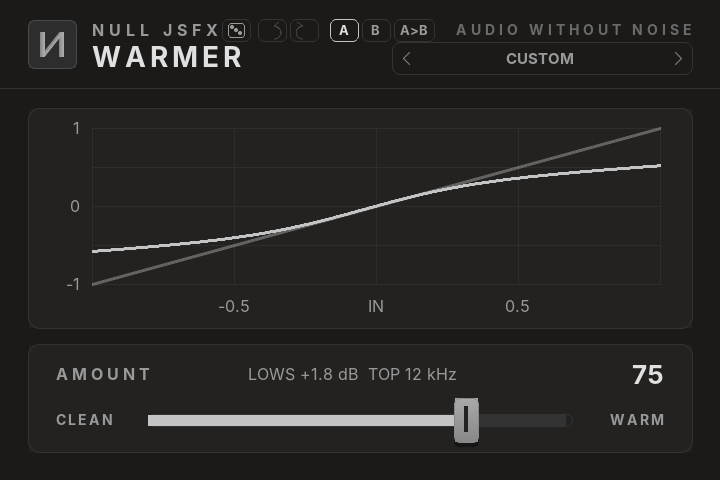 NULL JSFX A B A>B AUDIO WITHOUT NOISE
WARMER CUSTOM
1
0
-1
-0.5 IN 0.5
AMOUNT LOWS +1.8 dB TOP 12 kHz 75
CLEAN WARM